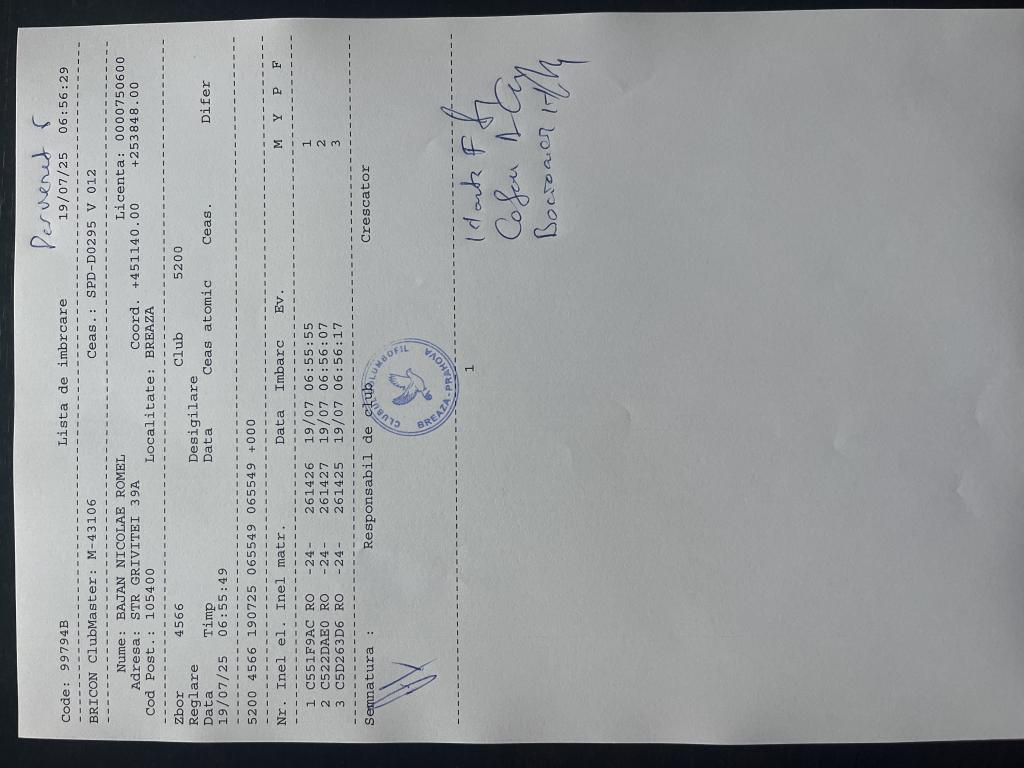 Code: 99794B Lista de imbrcare 19/07/25 06:56:29
BRICON ClubMaster: M-43106 Ceas.: SPD-D0295 V 012
Nume: BAJAN NICOLAE ROMEL Licenta: 0000750600
Adresa: STR GRIVITEI 39A Coord. +451140.00 +253848.00
Cod Post.: 105400 Localitate: BREAZA
Zbor 4566 Club 5200
Reglare Desigilare
Data Timp Data Ceas atomic Ceas. Difer
19/07/25 06:55:49
5200 4566 190725 065549 065549 +000
Nr. Inel el. Inel matr. Data Imbarc Ev. M Y P F
1 C551F9AC RO -24- 261426 19/07 06:55:55 1
2 C522DAE0 RO -24- 261427 19/07 06:56:07 2
3 C5D263D6 RO -24- 261425 19/07 06:56:17 3
Semnatura : Responsabil de club Crescator
COLUMBOFIL
BREAZA-PRAHOVA
1